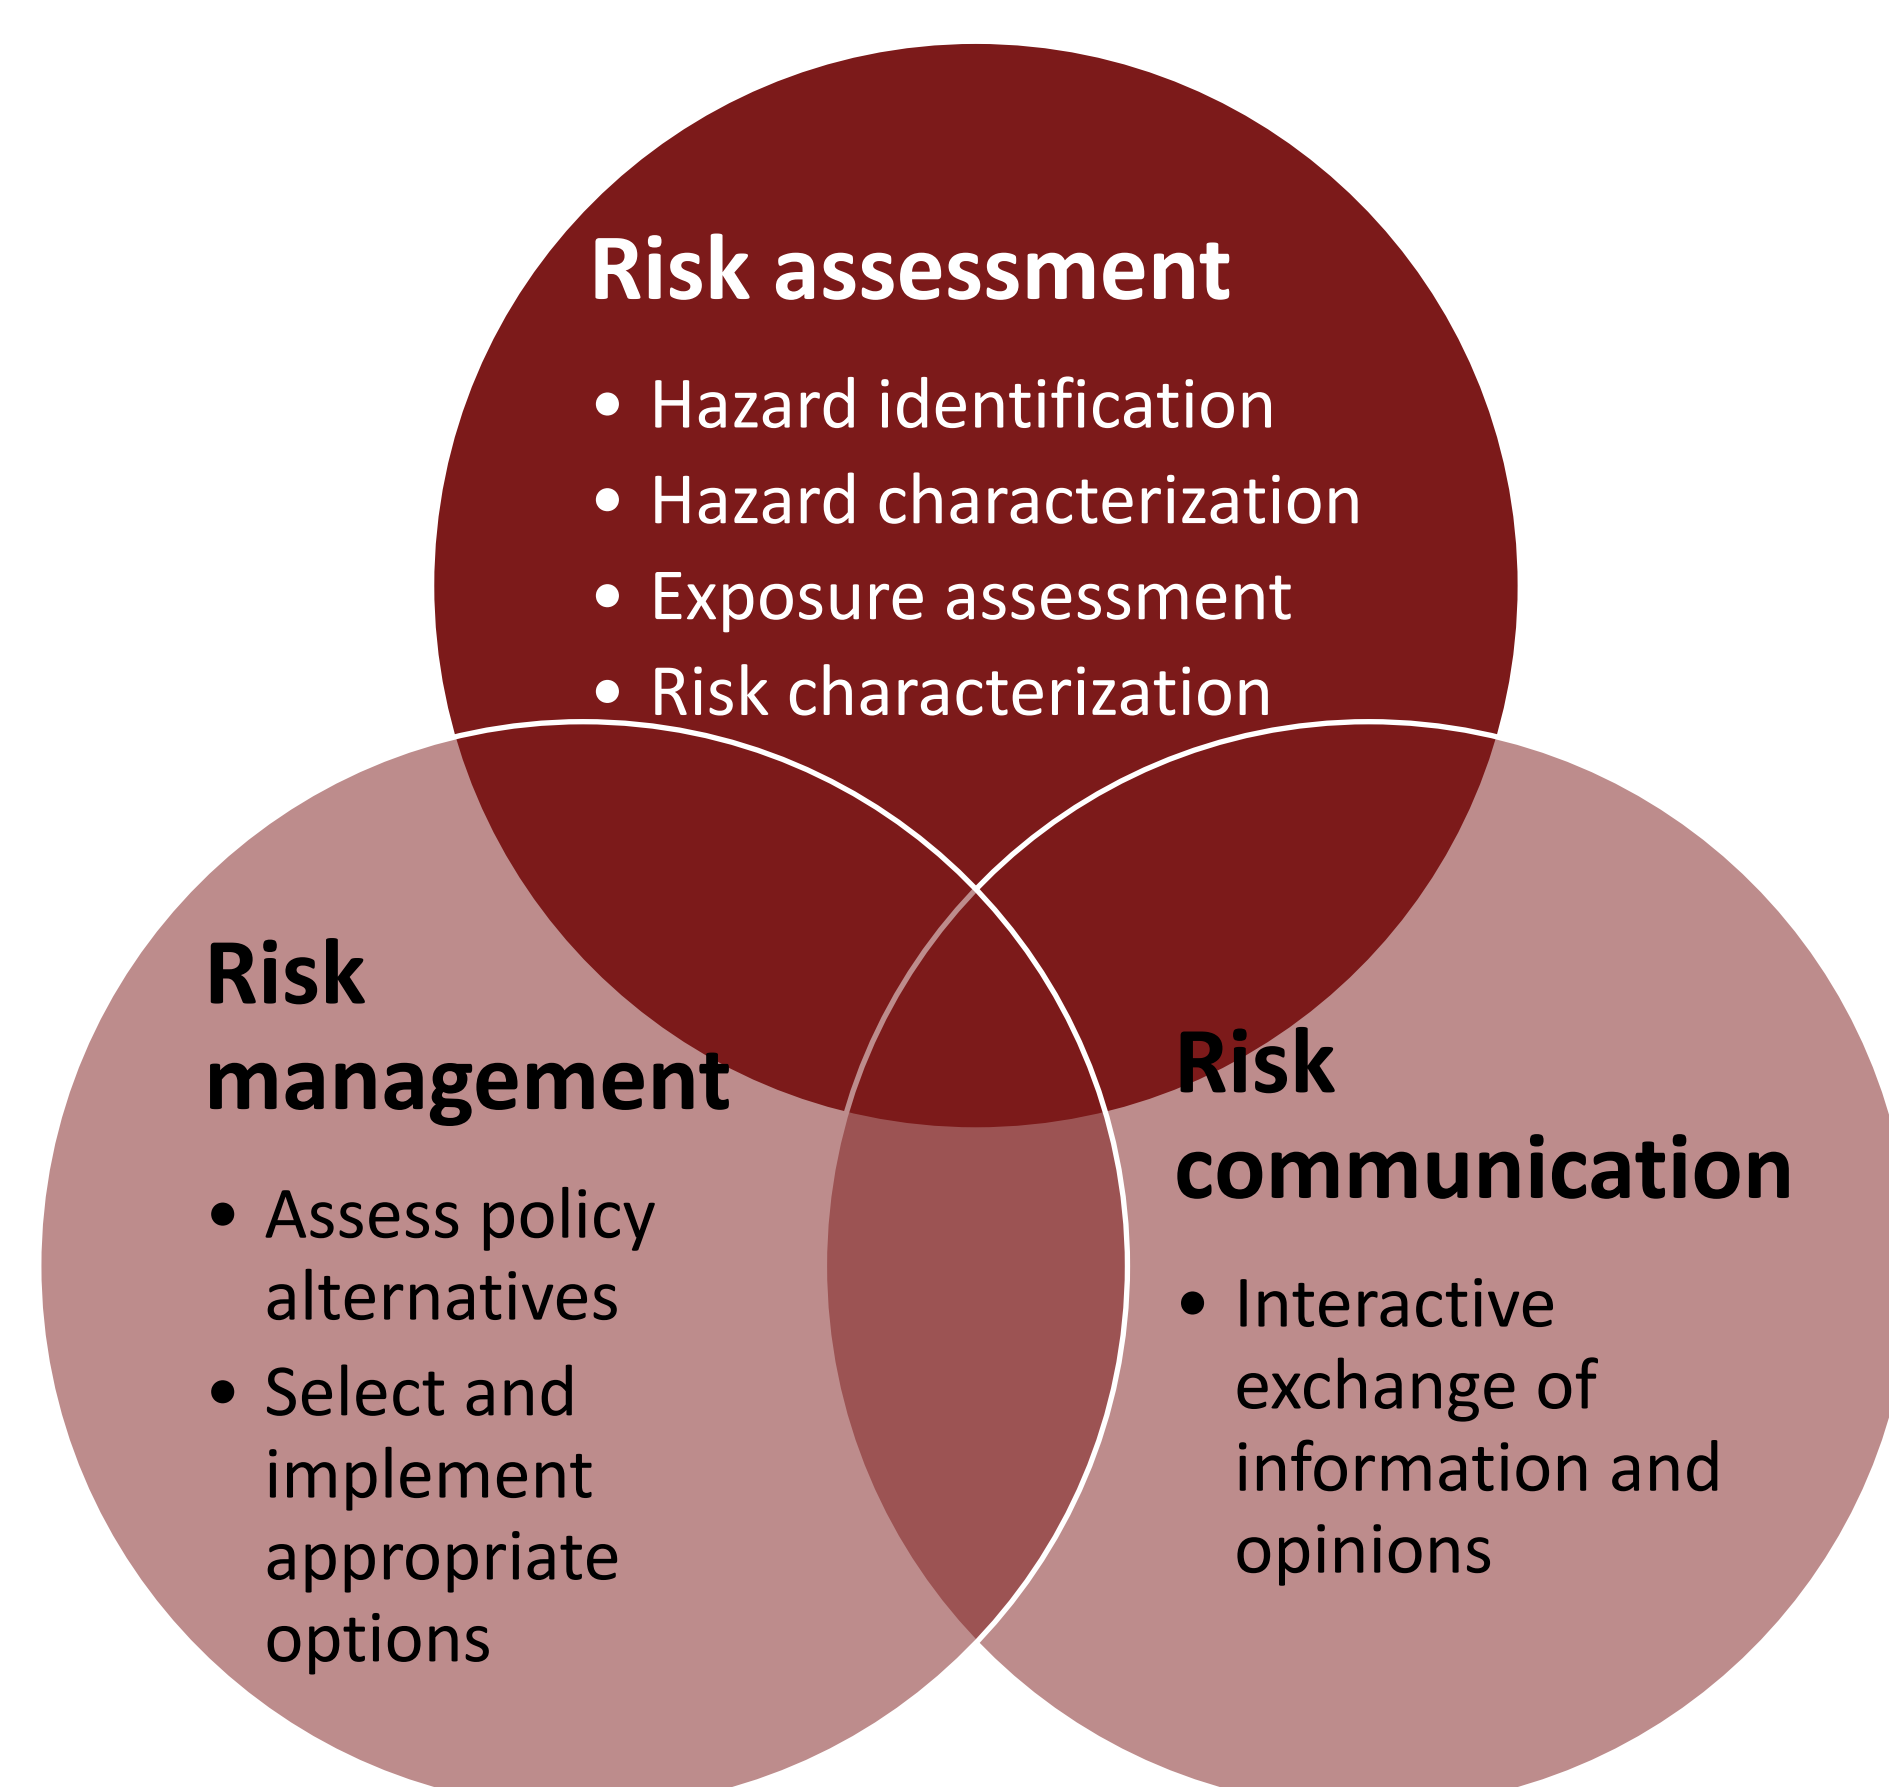 Risk assessment
• Hazard identification
• Hazard characterization
• Exposure assessment
• Risk characterization
Risk
management
• Assess policy
alternatives
• Select and
implement
appropriate
options
Risk
communication
• Interactive
exchange of
information and
opinions